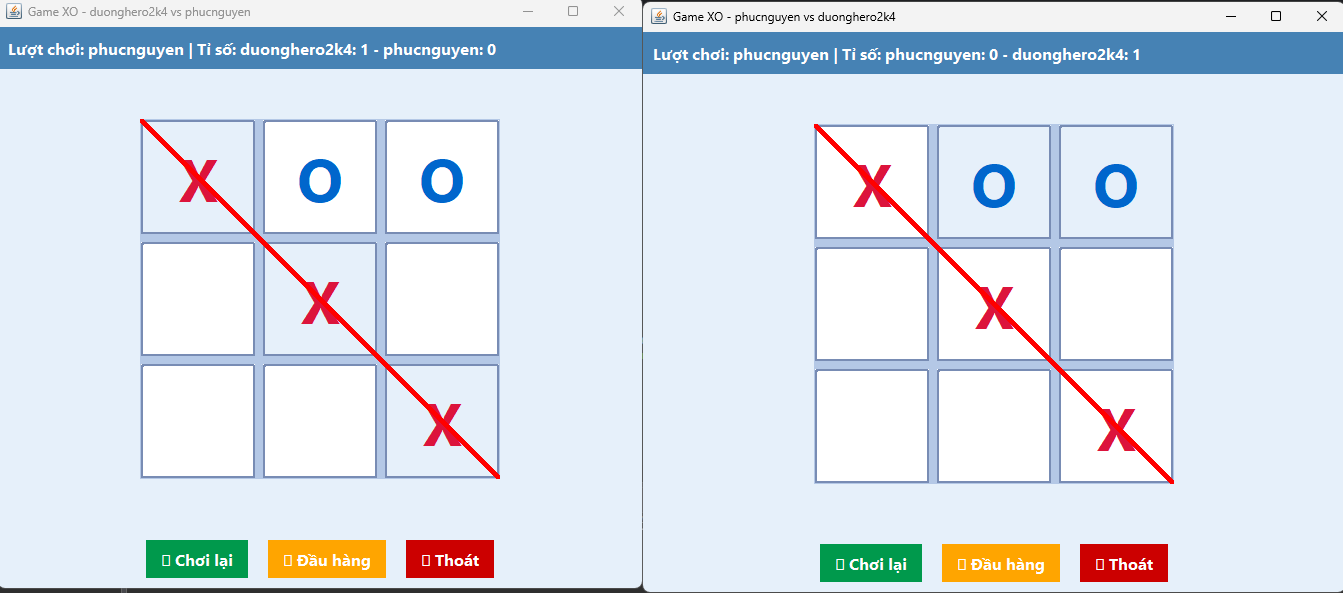 Game XO - duonghero2k4 vs phucnguyen
Lượt chơi: phucnguyen | Tỉ số: duonghero2k4: 1 - phucnguyen: 0
X O O
X
X
Chơi lại Đầu hàng Thoát
Game XO - phucnguyen vs duonghero2k4
Lượt chơi: phucnguyen | Tỉ số: phucnguyen: 0 - duonghero2k4: 1
X O O
X
X
Chơi lại Đầu hàng Thoát